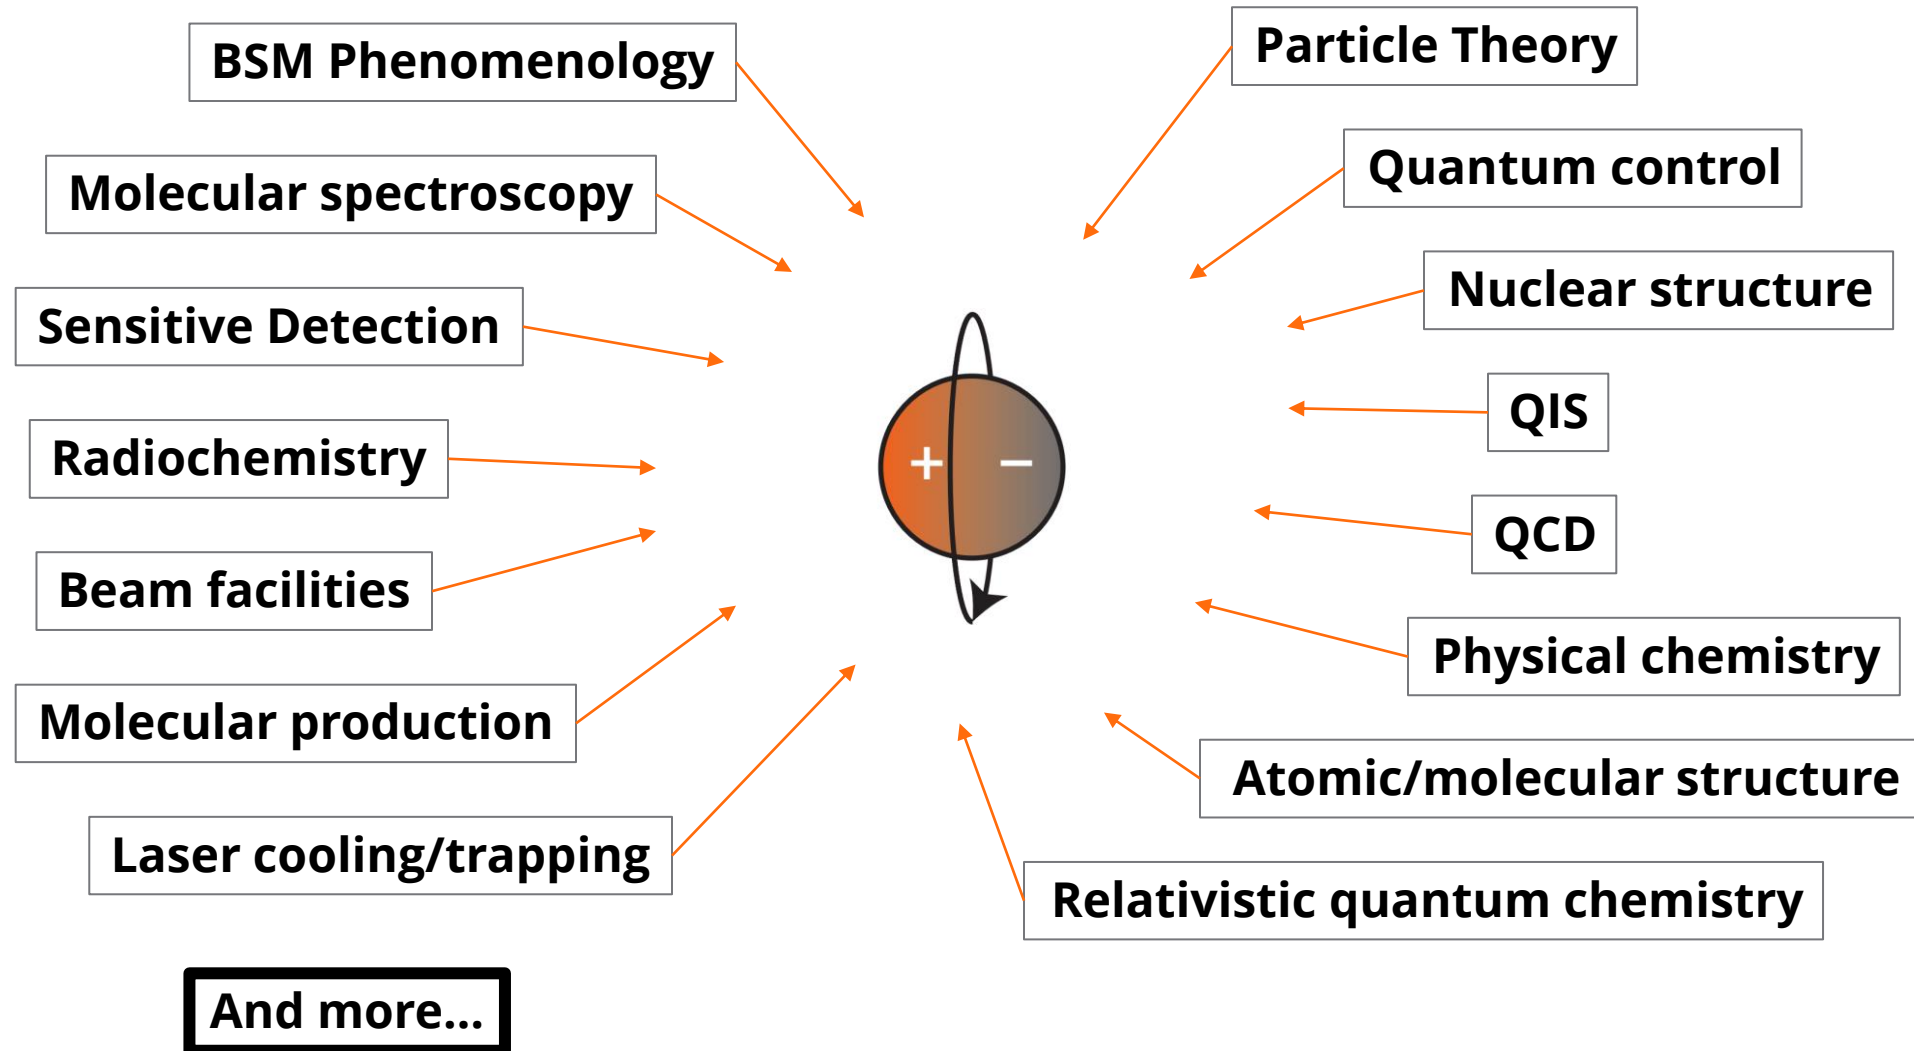 BSM Phenomenology
Molecular spectroscopy
Sensitive Detection
Radiochemistry
Beam facilities
Molecular production
Laser cooling/trapping
And more...
+ −
Particle Theory
Quantum control
Nuclear structure
QIS
QCD
Physical chemistry
Atomic/molecular structure
Relativistic quantum chemistry